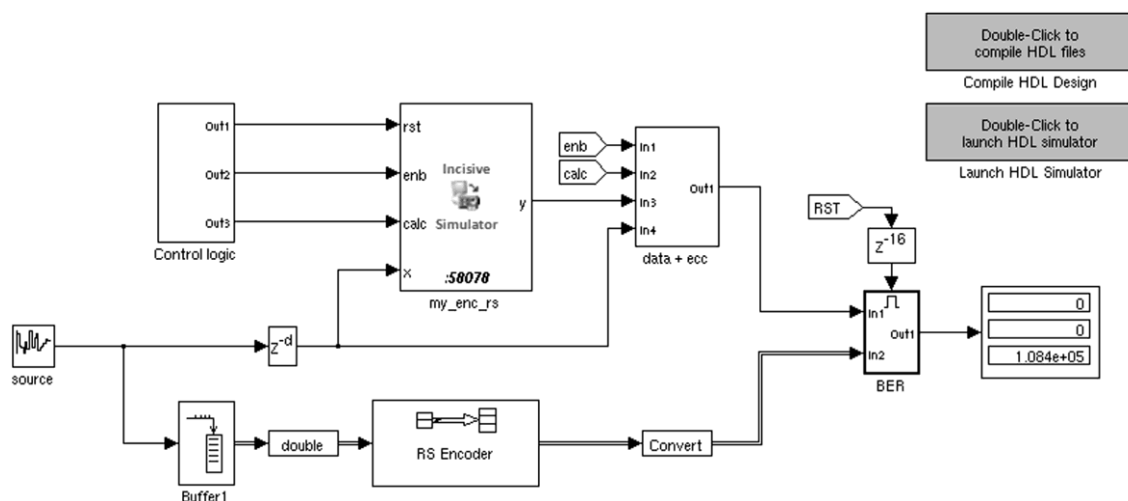 Double-Click to
compile HDL files
Compile HDL Design
Double-Click to
launch HDL simulator
Launch HDL Simulator
Out1
Out2
Out3
Control logic
rst
enb
calc
x
Incisive
Simulator
y
:58078
my_enc_rs
enb
calc
In1
In2
In3
In4
Out1
data + ecc
RST
z-16
In1
In2
Out1
BER
0
0
1.084e+05
source
z-d
Buffer1
double
RS Encoder
Convert